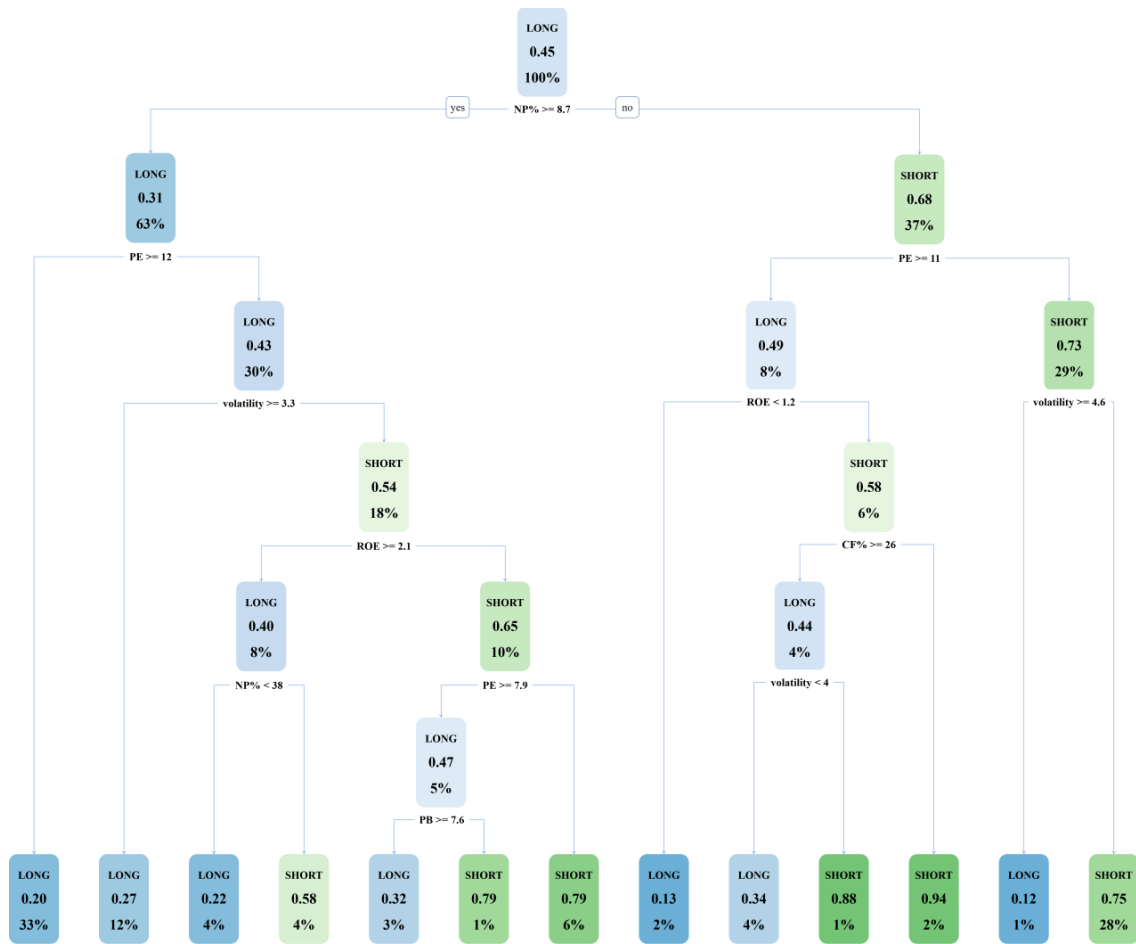 LONG
0.45
100%
yes
NP% >= 8.7
no
LONG
0.31
63%
SHORT
0.68
37%
PE >= 12
PE >= 11
LONG
0.43
30%
LONG
0.49
8%
SHORT
0.73
29%
volatility >= 3.3
ROE < 1.2
volatility >= 4.6
SHORT
0.54
18%
SHORT
0.58
6%
ROE >= 2.1
CF% >= 26
LONG
0.40
8%
SHORT
0.65
10%
LONG
0.44
4%
NP% < 38
PE >= 7.9
volatility < 4
LONG
0.47
5%
PB >= 7.6
LONG
0.20
33%
LONG
0.27
12%
LONG
0.22
4%
SHORT
0.58
4%
LONG
0.32
3%
SHORT
0.79
1%
SHORT
0.79
6%
LONG
0.13
2%
LONG
0.34
4%
SHORT
0.88
1%
SHORT
0.94
2%
LONG
0.12
1%
SHORT
0.75
28%